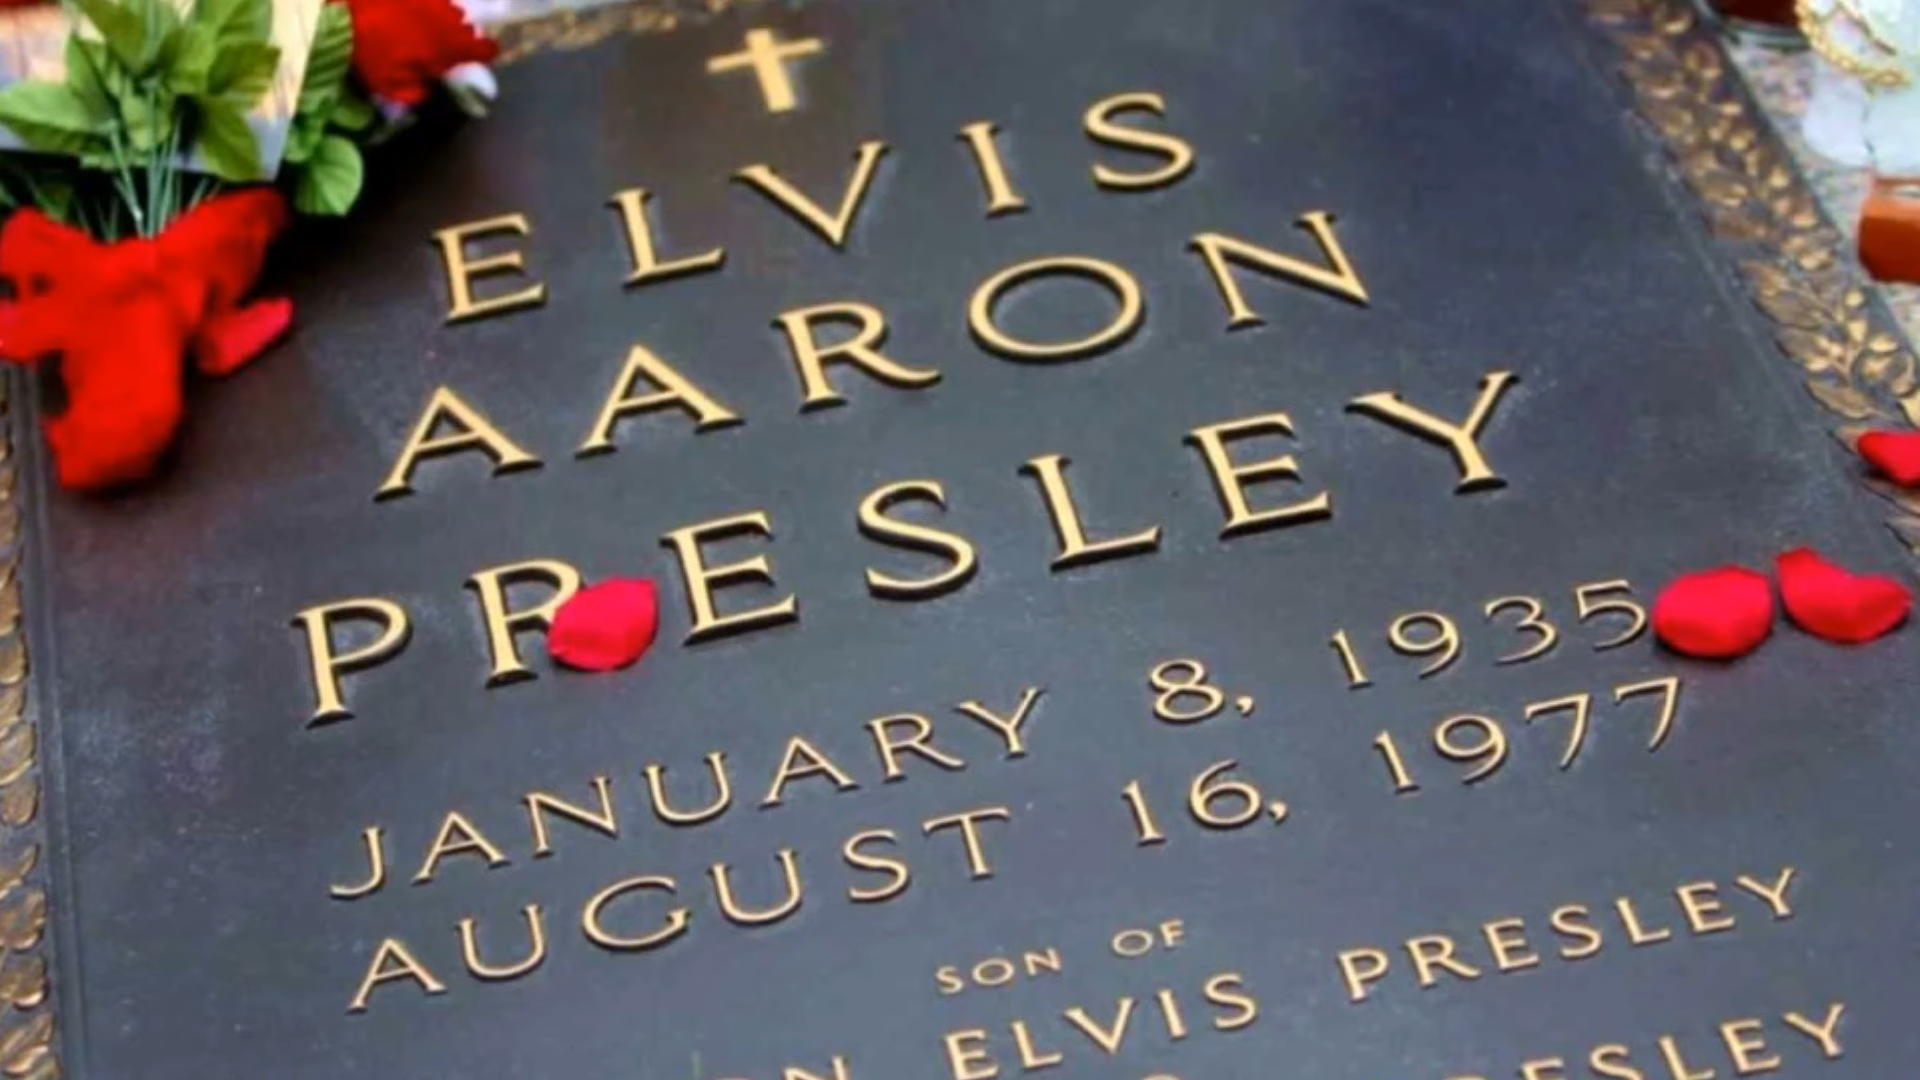 ELVIS
AARON
PRESLEY
JANUARY 8, 1935
AUGUST 16, 1977
SON OF
ELVIS PRESLEY